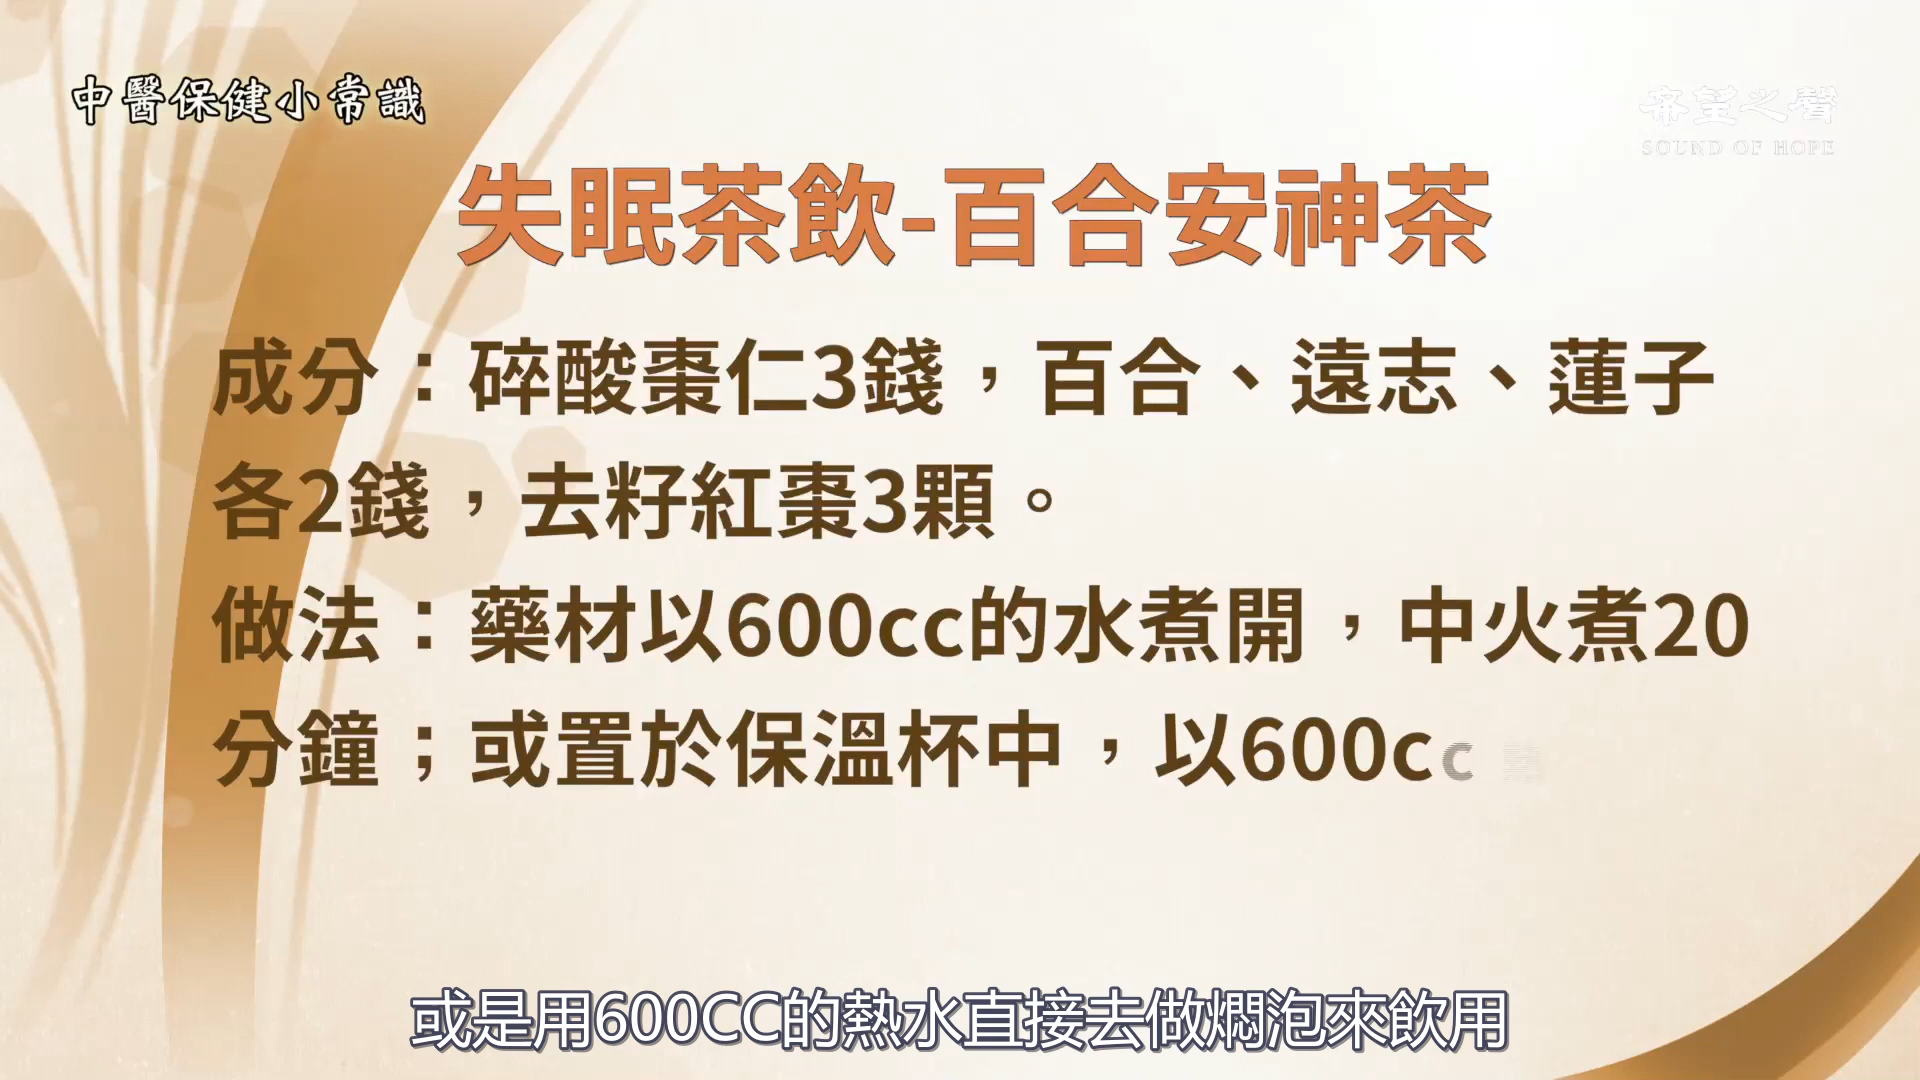 中醫保健小常識
希望之聲
SOUND OF HOPE
失眠茶飲-百合安神茶
成分：碎酸棗仁3錢，百合、遠志、蓮子
各2錢，去籽紅棗3顆。
做法：藥材以600cc的水煮開，中火煮20
分鐘；或置於保溫杯中，以600cc
或是用600CC的熱水直接去做燜泡來飲用